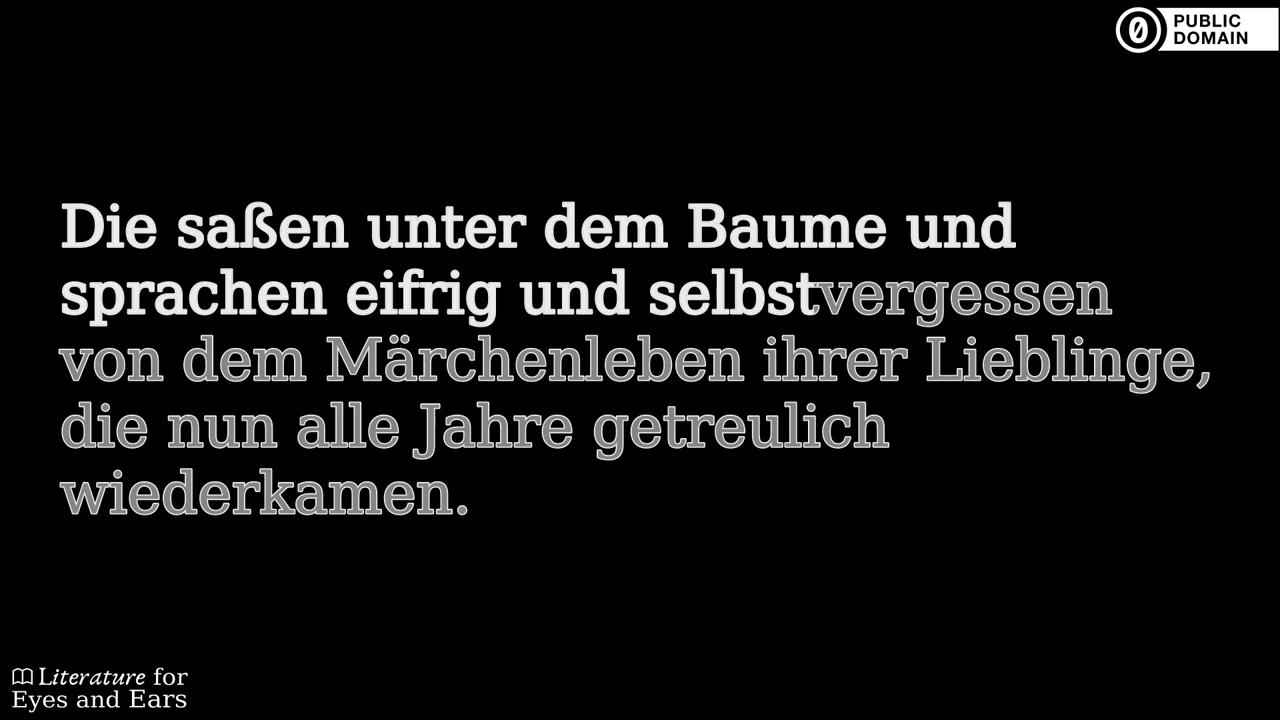 PUBLIC
DOMAIN
Die saßen unter dem Baume und
sprachen eifrig und selbstvergessen
von dem Märchenleben ihrer Lieblinge,
die nun alle Jahre getreulich
wiederkamen.
Literature for
Eyes and Ears